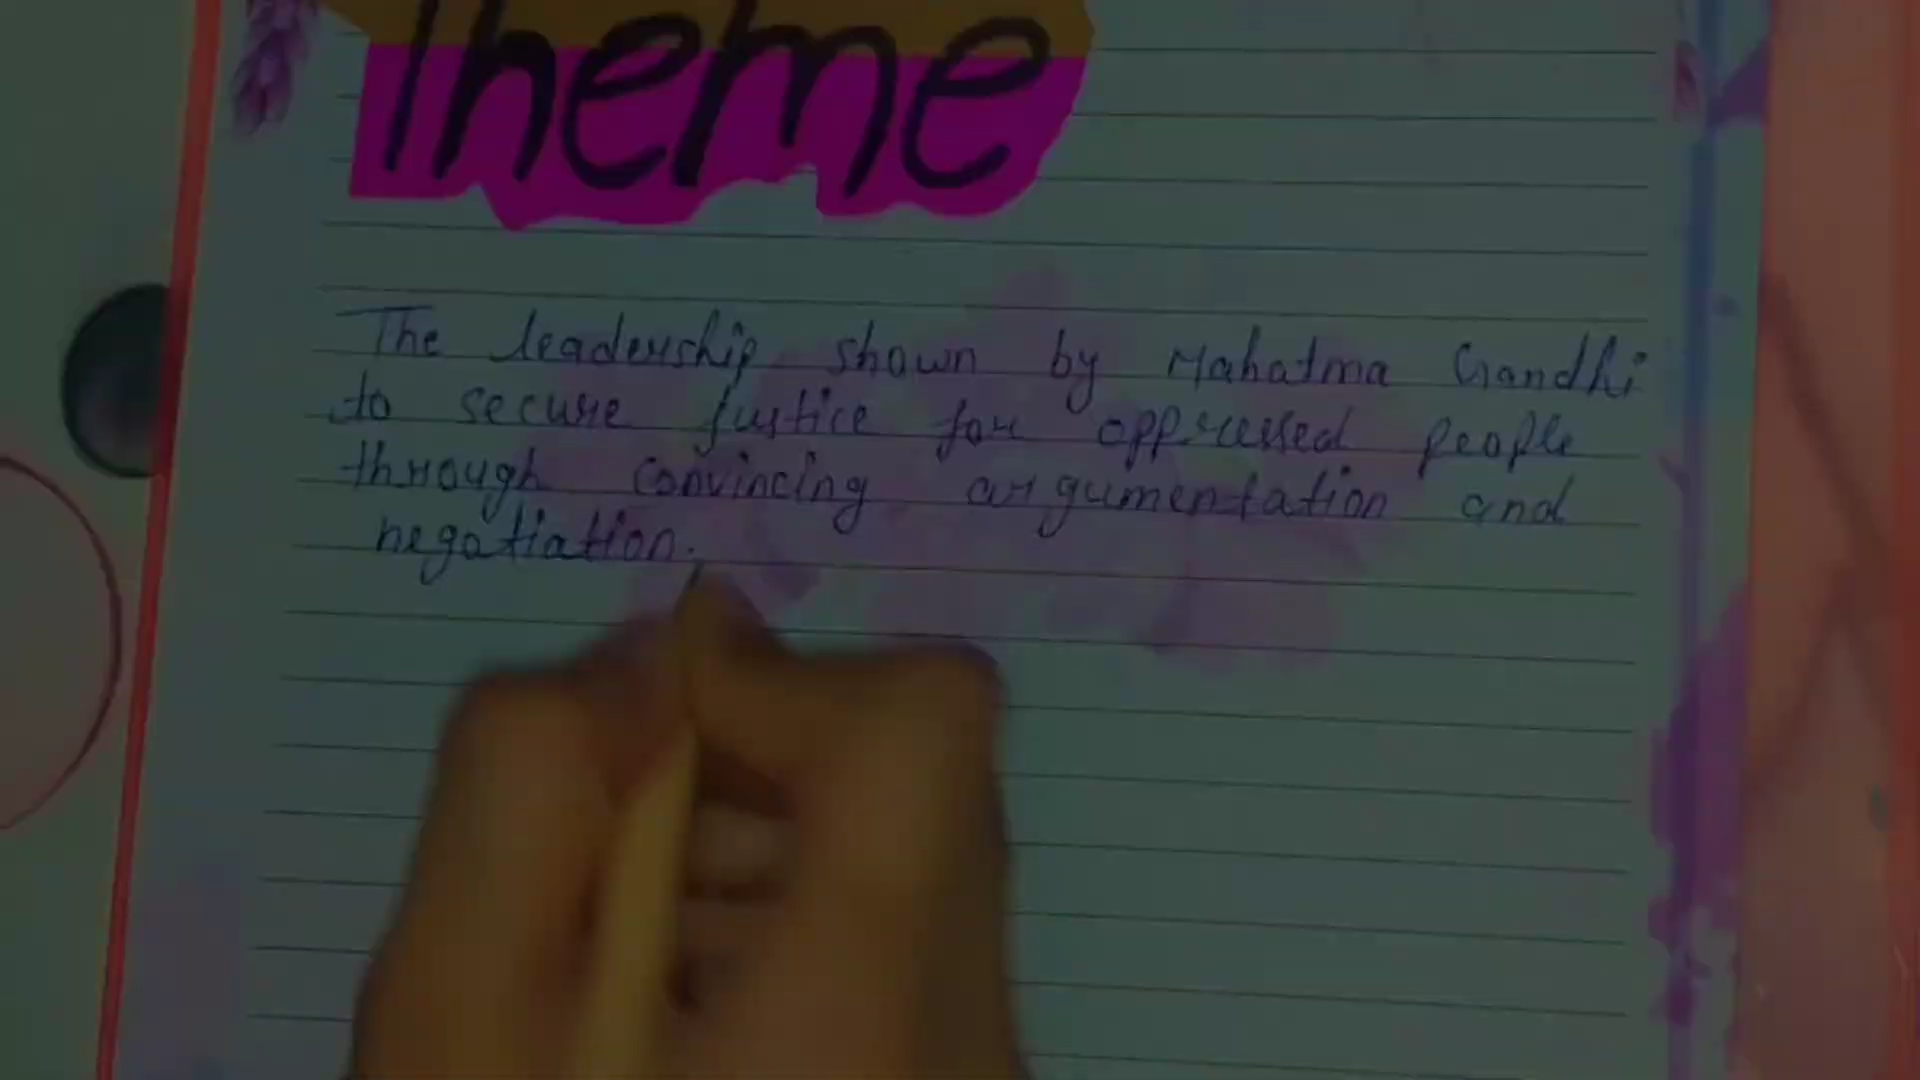 Theme
The leadership shown by Mahatma Gandhi
to secure justice for oppressed people
through convincing argumentation and
negotiation.